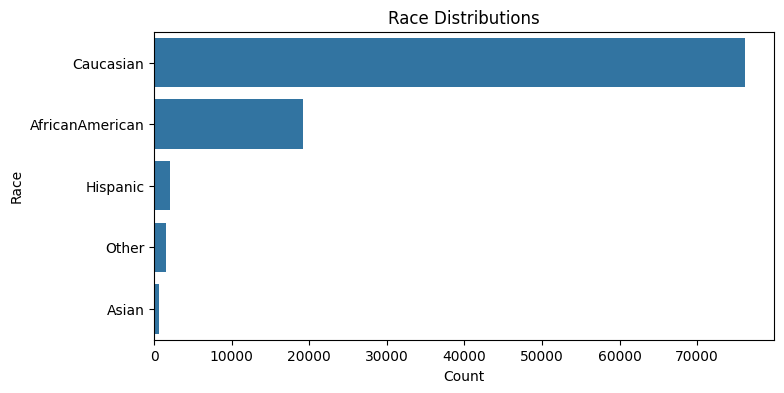 Race Distributions
Caucasian
AfricanAmerican
Hispanic
Other
Asian
Race
0 10000 20000 30000 40000 50000 60000 70000
Count